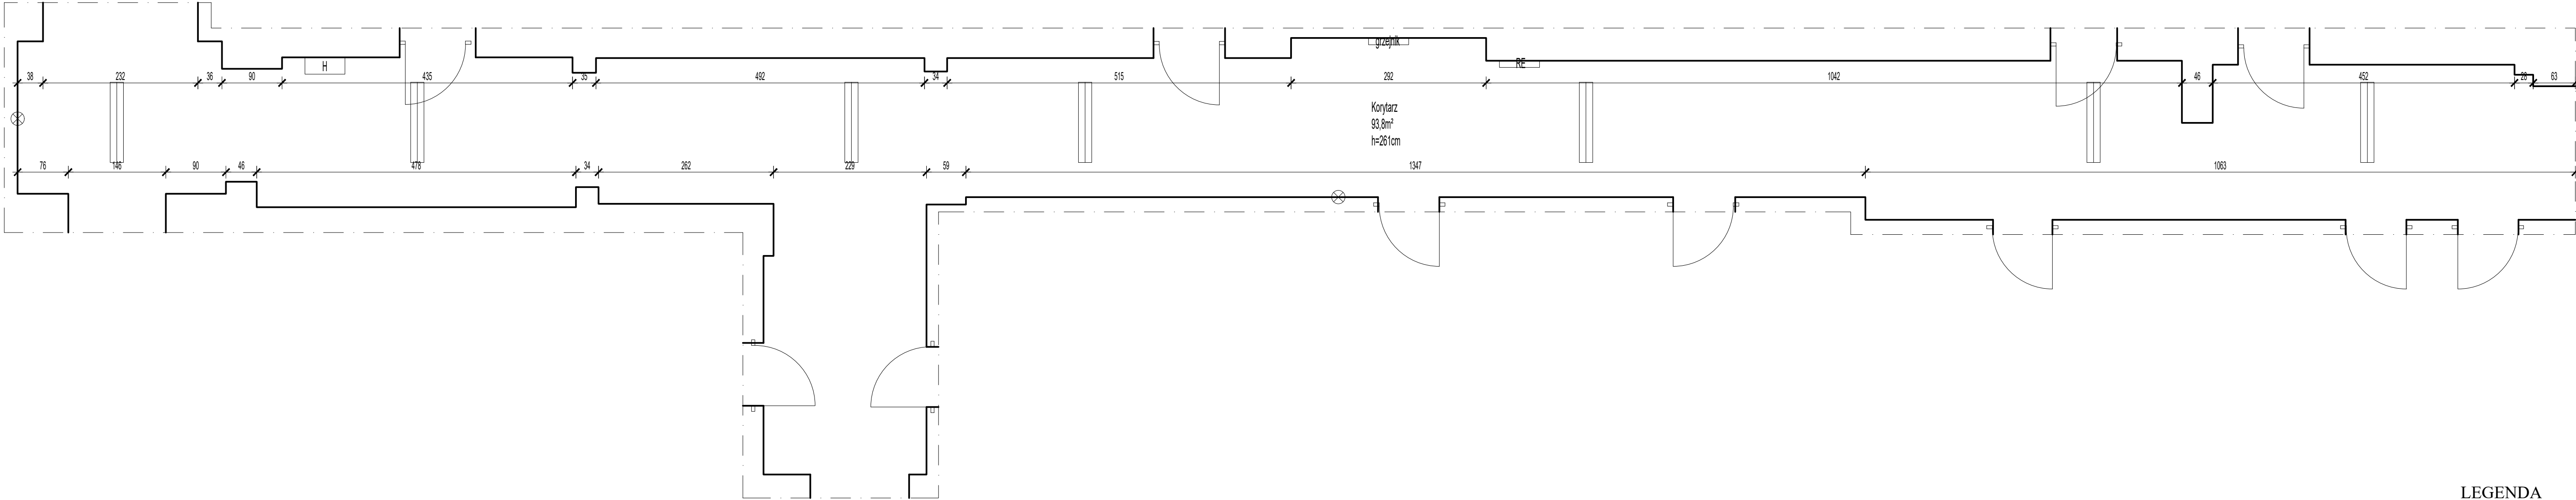 grzejnik
H
RE
38 232 36 90 435 35 492 34 515 292 1042 46 452 28 63
Korytarz
93,8m²
h=261cm
76 146 90 46 478 34 262 229 59 1347 1063
LEGENDA